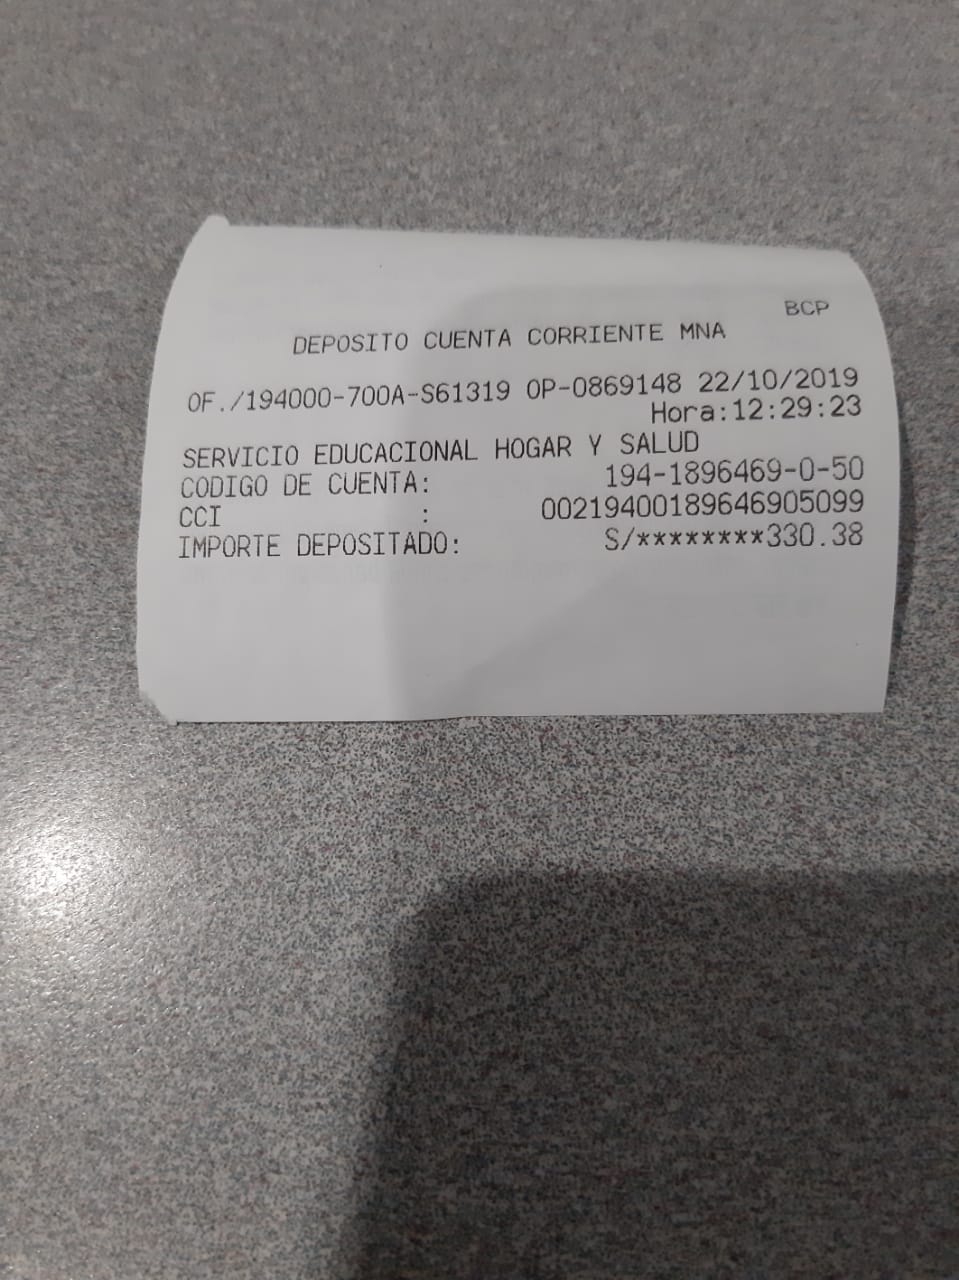 BCP
DEPOSITO CUENTA CORRIENTE MNA
OF./194000-700A-S61319 OP-0869148 22/10/2019
Hora:12:29:23
SERVICIO EDUCACIONAL HOGAR Y SALUD
CODIGO DE CUENTA: 194-1896469-0-50
CCI : 00219400189646905099
IMPORTE DEPOSITADO: S/********330.38